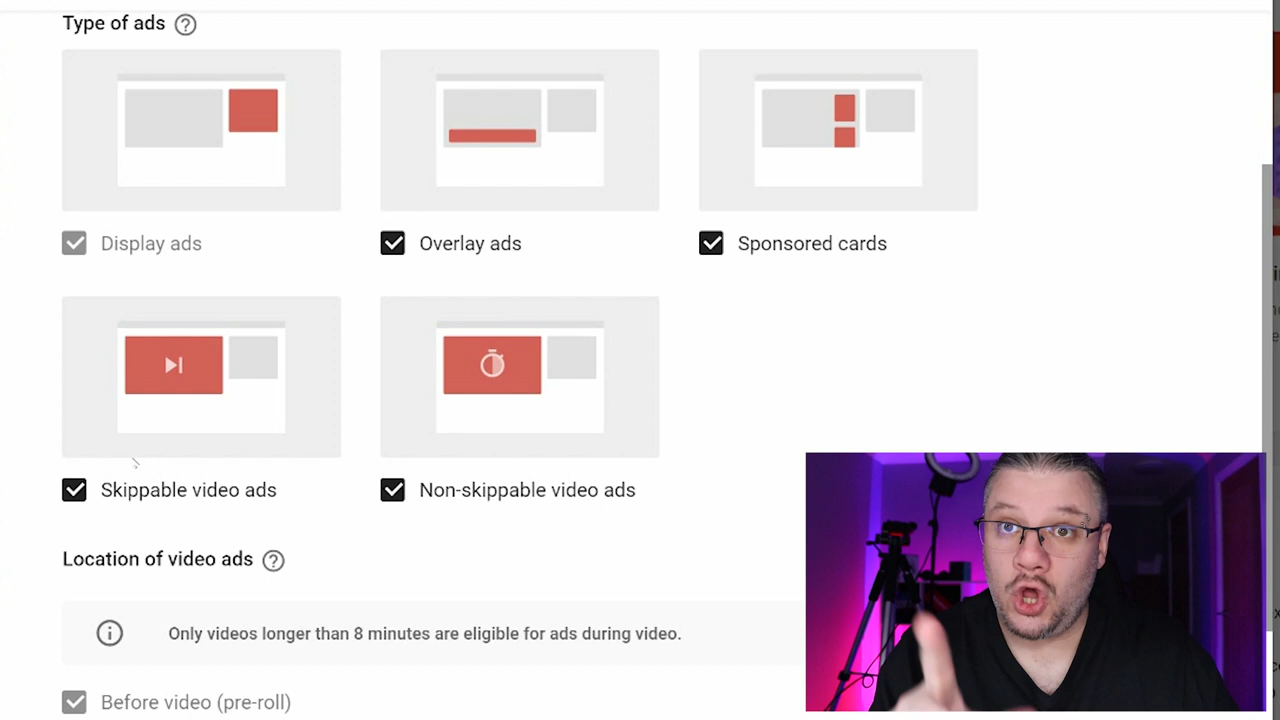 Type of ads
Display ads
Overlay ads
Sponsored cards
Skippable video ads
Non-skippable video ads
Location of video ads
Only videos longer than 8 minutes are eligible for ads during video.
Before video (pre-roll)